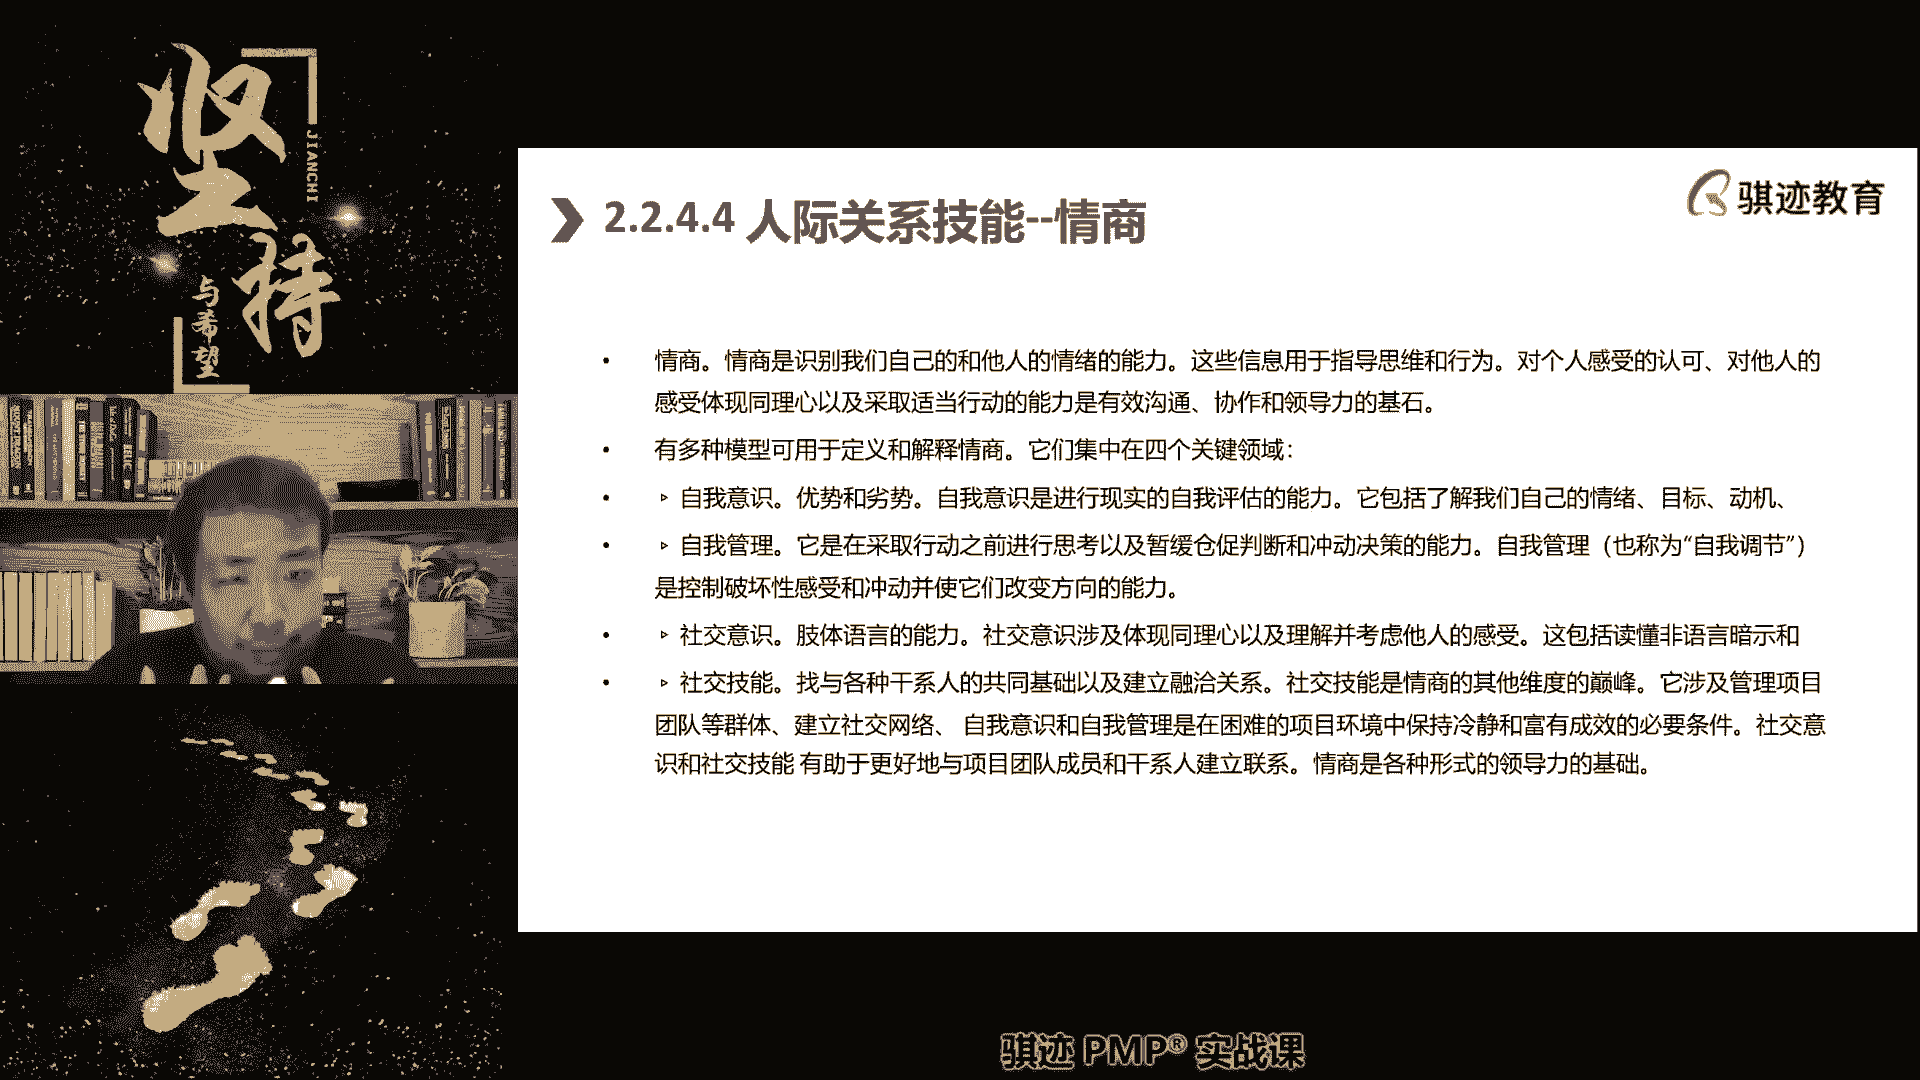 坚持
JIANCHI
与希望
骐迹教育
2.2.4.4 人际关系技能--情商
• 情商。情商是识别我们自己的和他人的情绪的能力。这些信息用于指导思维和行为。对个人感受的认可、对他人的
感受体现同理心以及采取适当行动的能力是有效沟通、协作和领导力的基石。
• 有多种模型可用于定义和解释情商。它们集中在四个关键领域：
• ▹ 自我意识。优势和劣势。自我意识是进行现实的自我评估的能力。它包括了解我们自己的情绪、目标、动机、
• ▹ 自我管理。它是在采取行动之前进行思考以及暂缓仓促判断和冲动决策的能力。自我管理（也称为“自我调节”）
是控制破坏性感受和冲动并使它们改变方向的能力。
• ▹ 社交意识。肢体语言的能力。社交意识涉及体现同理心以及理解并考虑他人的感受。这包括读懂非语言暗示和
• ▹ 社交技能。找与各种干系人的共同基础以及建立融洽关系。社交技能是情商的其他维度的巅峰。它涉及管理项目
团队等群体、建立社交网络、 自我意识和自我管理是在困难的项目环境中保持冷静和富有成效的必要条件。社交意
识和社交技能 有助于更好地与项目团队成员和干系人建立联系。情商是各种形式的领导力的基础。
骐迹 PMP® 实战课